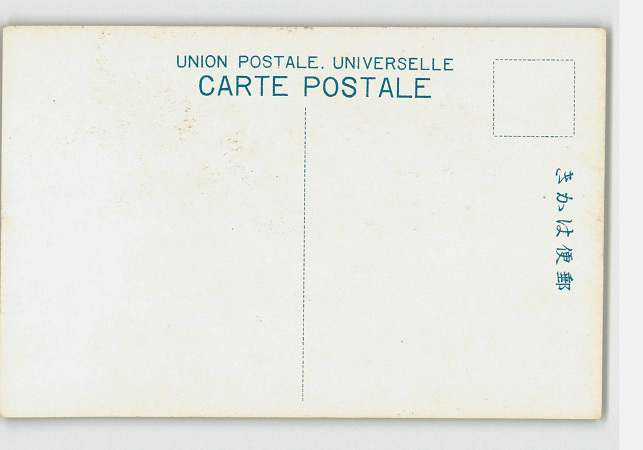 UNION POSTALE. UNIVERSELLE
CARTE POSTALE
郵便はかき